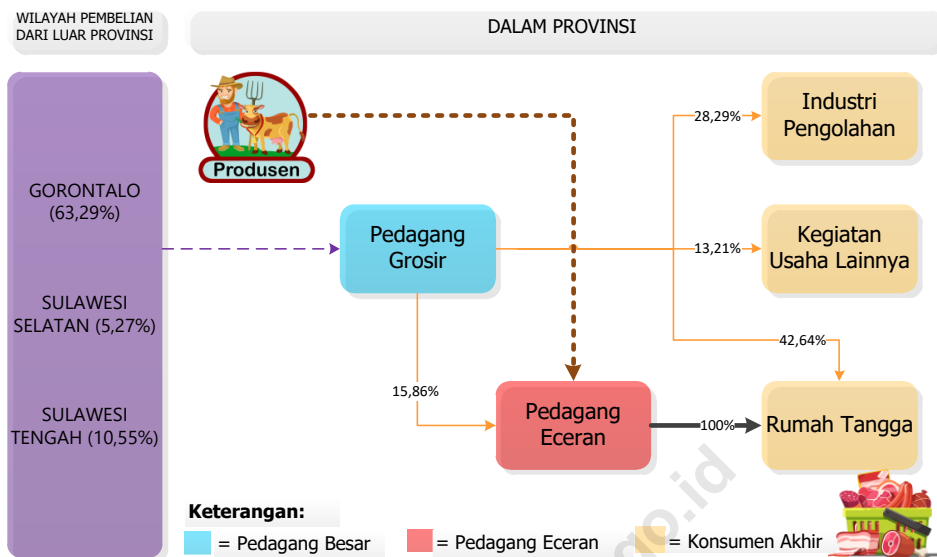 WILAYAH PEMBELIAN
DARI LUAR PROVINSI
DALAM PROVINSI
GORONTALO
(63,29%)
SULAWESI
SELATAN (5,27%)
SULAWESI
TENGAH (10,55%)
Produsen
Pedagang
Grosir
15,86%
Pedagang
Eceran
28,29%
13,21%
42,64%
100%
Industri
Pengolahan
Kegiatan
Usaha Lainnya
Rumah Tangga
Keterangan:
= Pedagang Besar
= Pedagang Eceran
= Konsumen Akhir
go.id